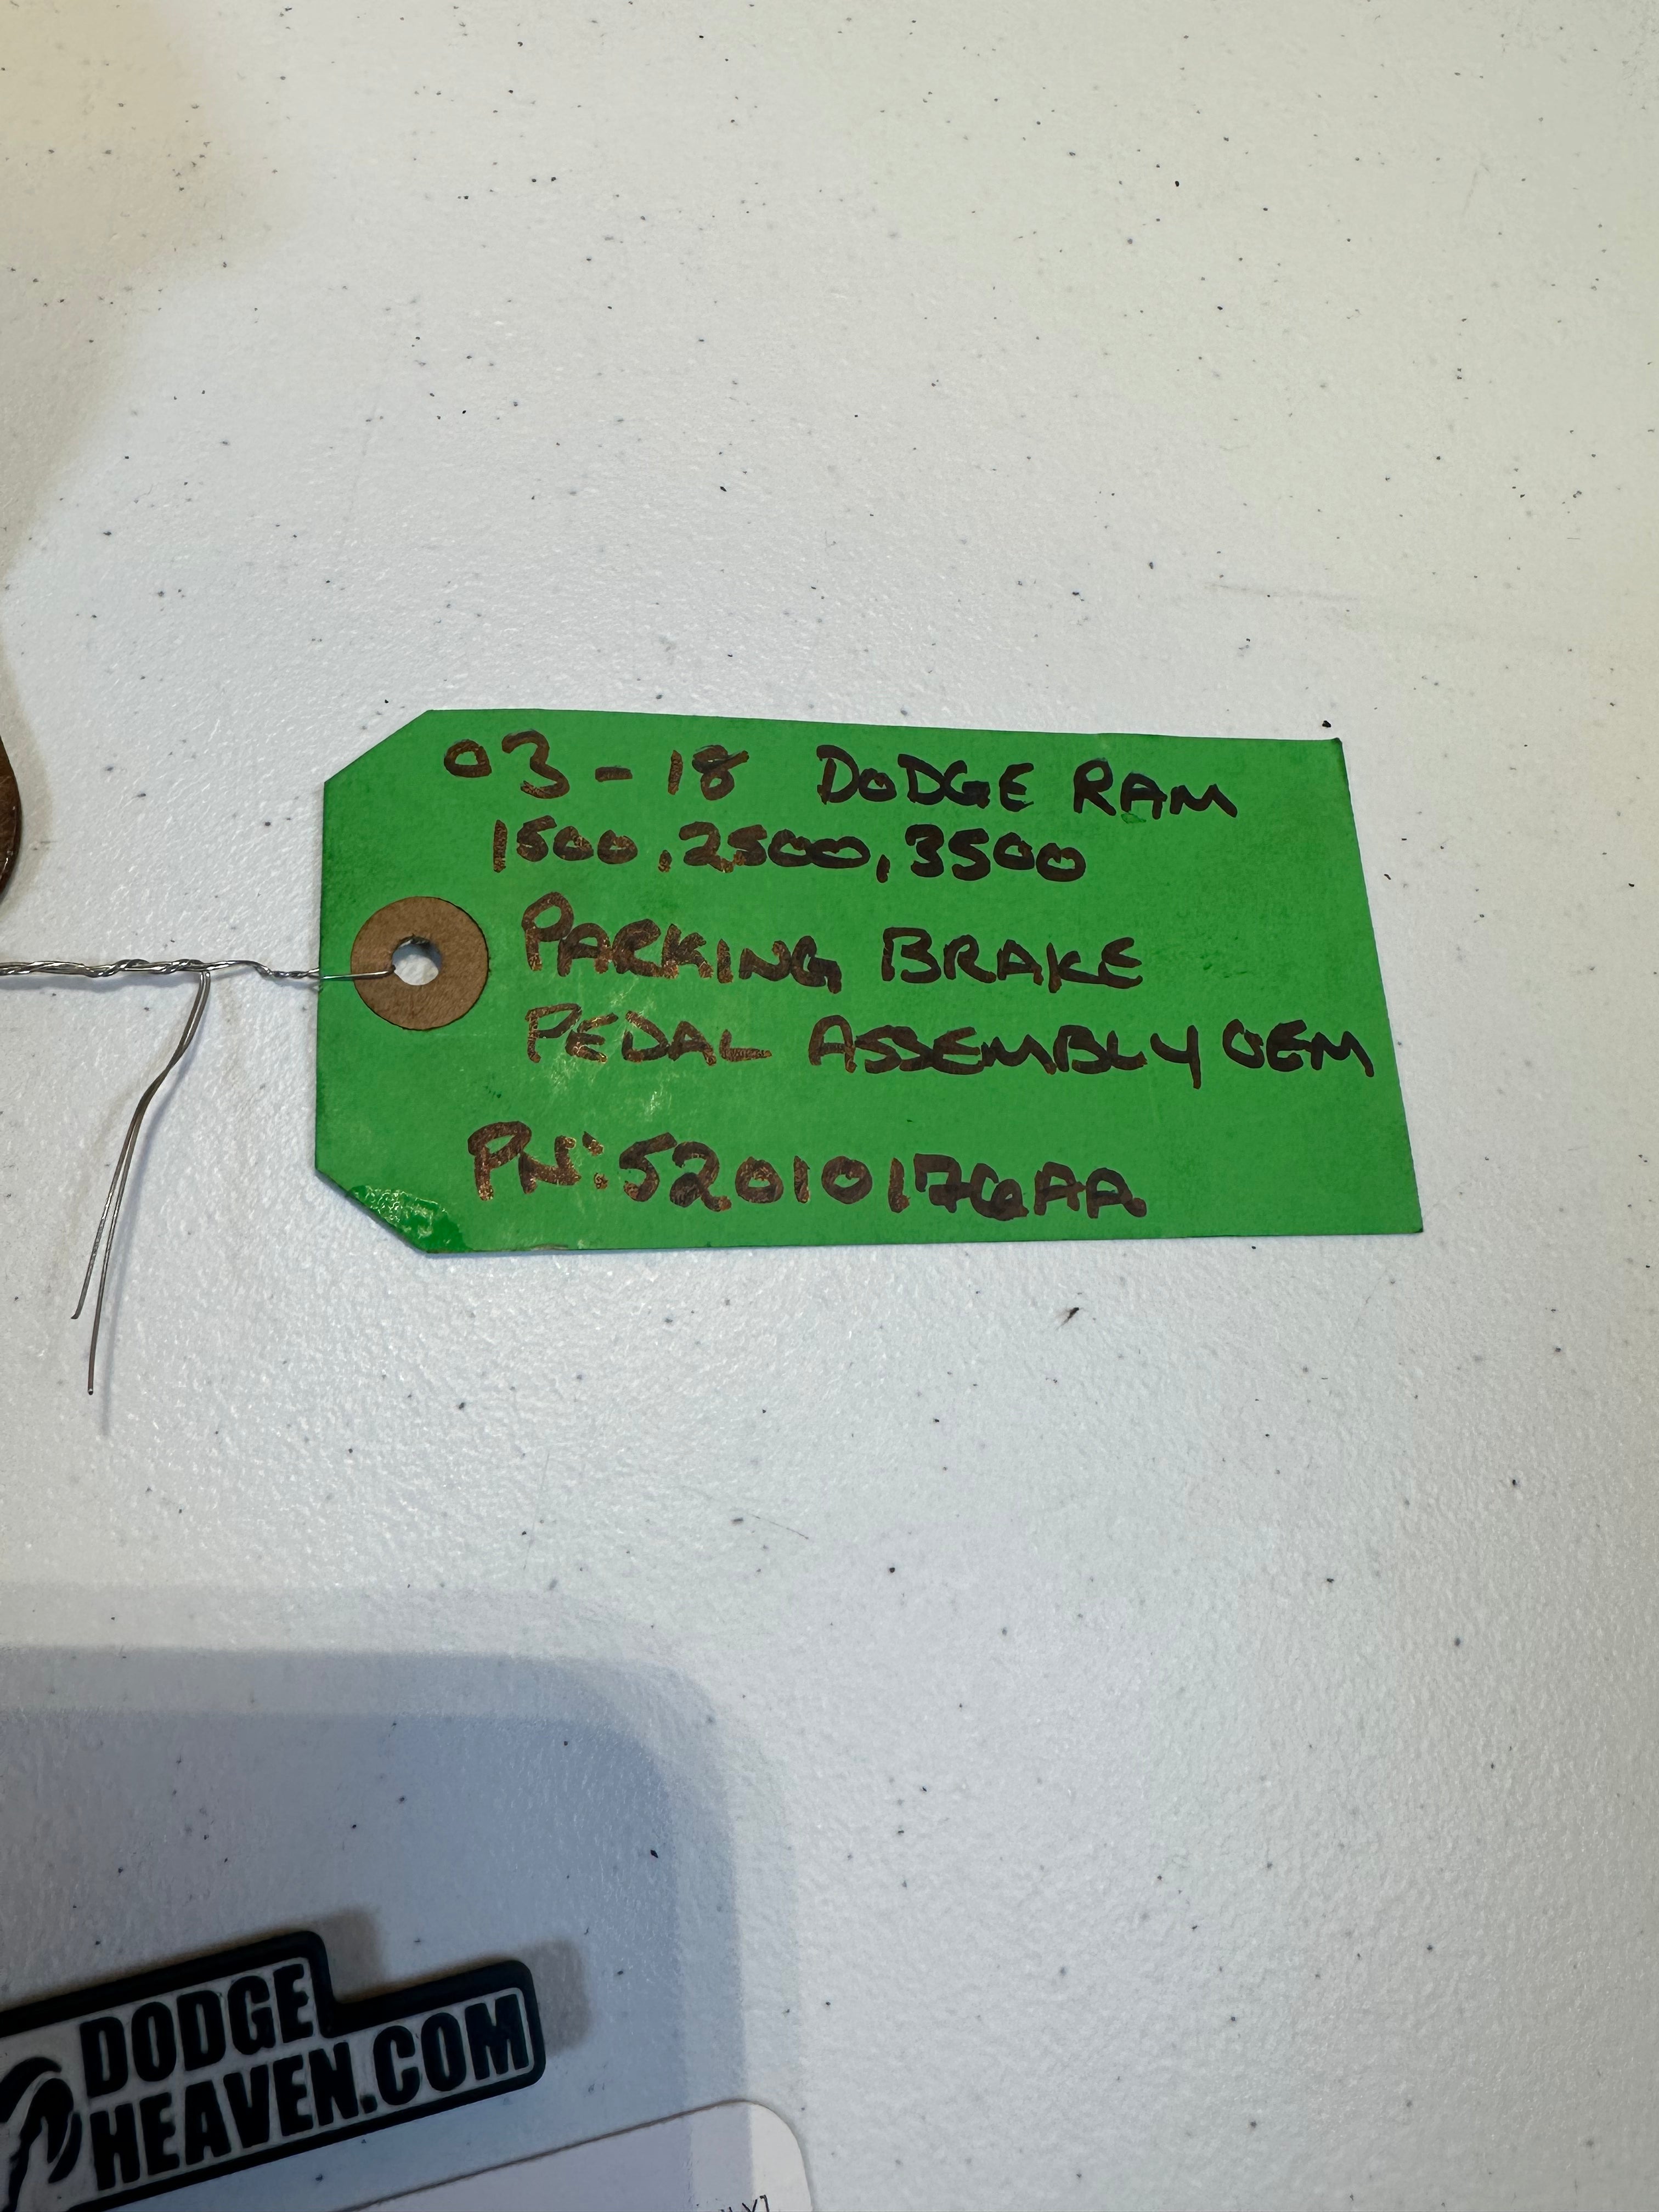 03-18 DODGE RAM
1500,2500,3500
PARKING BRAKE
PEDAL ASSEMBLY OEM
PN:52010176AA
DODGE
HEAVEN.COM